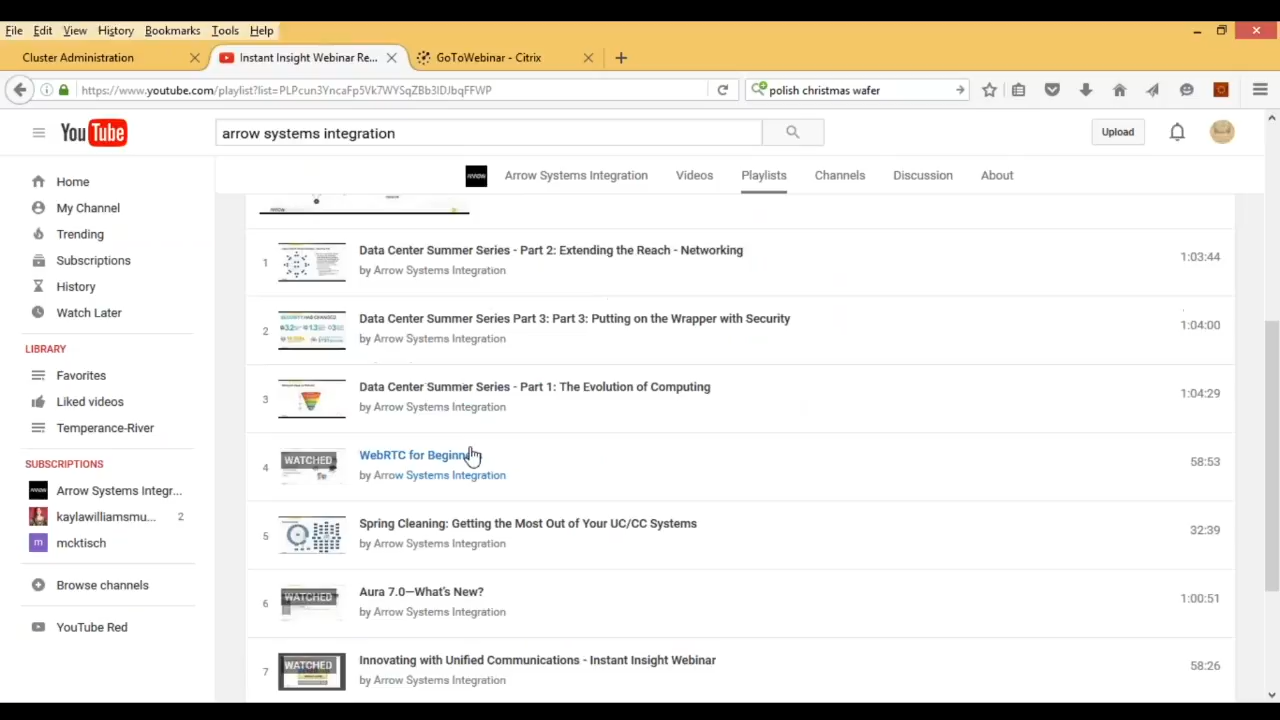 File Edit View History Bookmarks Tools Help
Cluster Administration
Instant Insight Webinar Re...
GoToWebinar - Citrix
https://www.youtube.com/playlist?list=PLPcun3YncaFp5Vk7WYSqZBb3IDJbqFFWP
polish christmas wafer
YouTube
arrow systems integration
Upload
ARROW
Arrow Systems Integration
Videos
Playlists
Channels
Discussion
About
Home
My Channel
Trending
Subscriptions
History
Watch Later
LIBRARY
Favorites
Liked videos
Temperance-River
SUBSCRIPTIONS
Arrow Systems Integr...
kaylawilliamsmu... 2
mcktisch
Browse channels
YouTube Red
1
Data Center Summer Series - Part 2: Extending the Reach - Networking
by Arrow Systems Integration
1:03:44
2
Data Center Summer Series Part 3: Part 3: Putting on the Wrapper with Security
by Arrow Systems Integration
1:04:00
3
Data Center Summer Series - Part 1: The Evolution of Computing
by Arrow Systems Integration
1:04:29
4
WATCHED
WebRTC for
by Arrow Systems Integration
58:53
5
Spring Cleaning: Getting the Most Out of Your UC/CC Systems
by Arrow Systems Integration
32:39
6
WATCHED
Aura 7.0—What's New?
by Arrow Systems Integration
1:00:51
7
WATCHED
Innovating with Unified Communications - Instant Insight Webinar
by Arrow Systems Integration
58:26